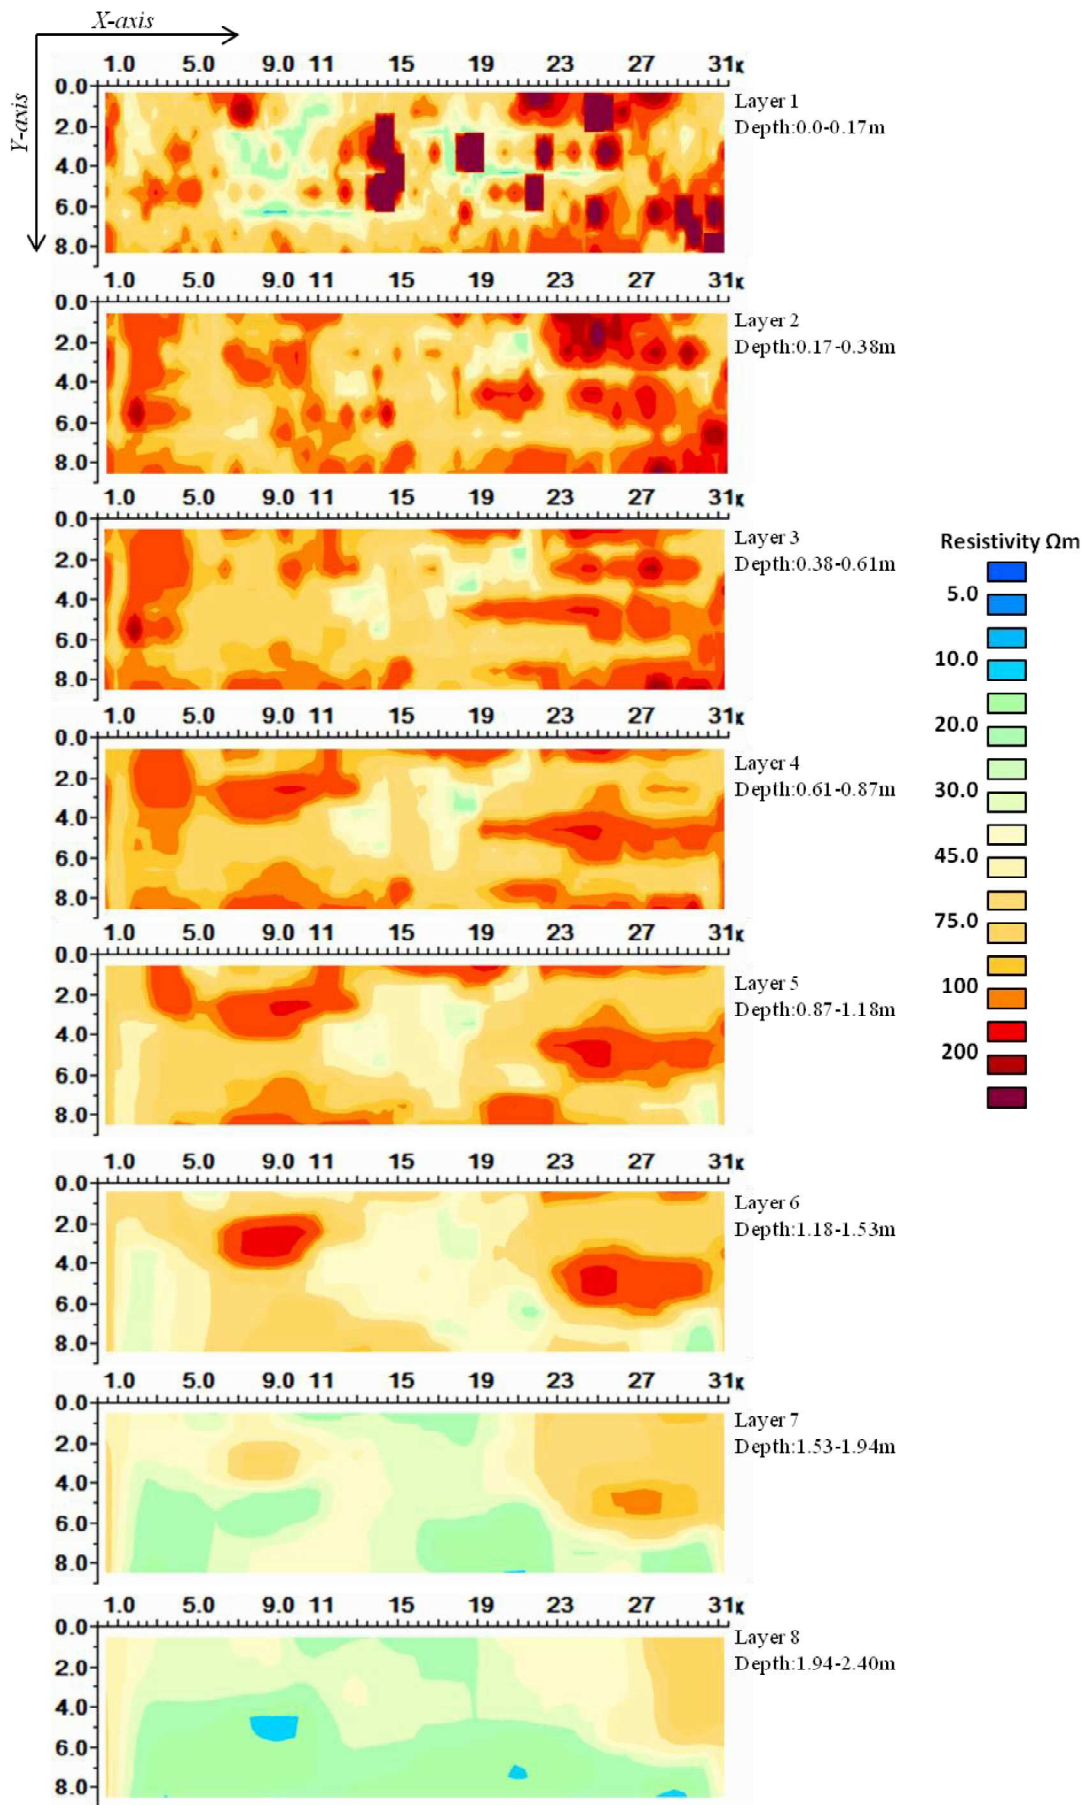 X-axis
Y-axis
1.0 5.0 9.0 11 15 19 23 27 31x
0.0
2.0
4.0
6.0
8.0
Layer 1
Depth:0.0-0.17m
1.0 5.0 9.0 11 15 19 23 27 31x
0.0
2.0
4.0
6.0
8.0
Layer 2
Depth:0.17-0.38m
1.0 5.0 9.0 11 15 19 23 27 31x
0.0
2.0
4.0
6.0
8.0
Layer 3
Depth:0.38-0.61m
1.0 5.0 9.0 11 15 19 23 27 31x
0.0
2.0
4.0
6.0
8.0
Layer 4
Depth:0.61-0.87m
1.0 5.0 9.0 11 15 19 23 27 31x
0.0
2.0
4.0
6.0
8.0
Layer 5
Depth:0.87-1.18m
1.0 5.0 9.0 11 15 19 23 27 31x
0.0
2.0
4.0
6.0
8.0
Layer 6
Depth:1.18-1.53m
1.0 5.0 9.0 11 15 19 23 27 31x
0.0
2.0
4.0
6.0
8.0
Layer 7
Depth:1.53-1.94m
1.0 5.0 9.0 11 15 19 23 27 31x
0.0
2.0
4.0
6.0
8.0
Layer 8
Depth:1.94-2.40m
Resistivity Ωm
5.0
10.0
20.0
30.0
45.0
75.0
100
200